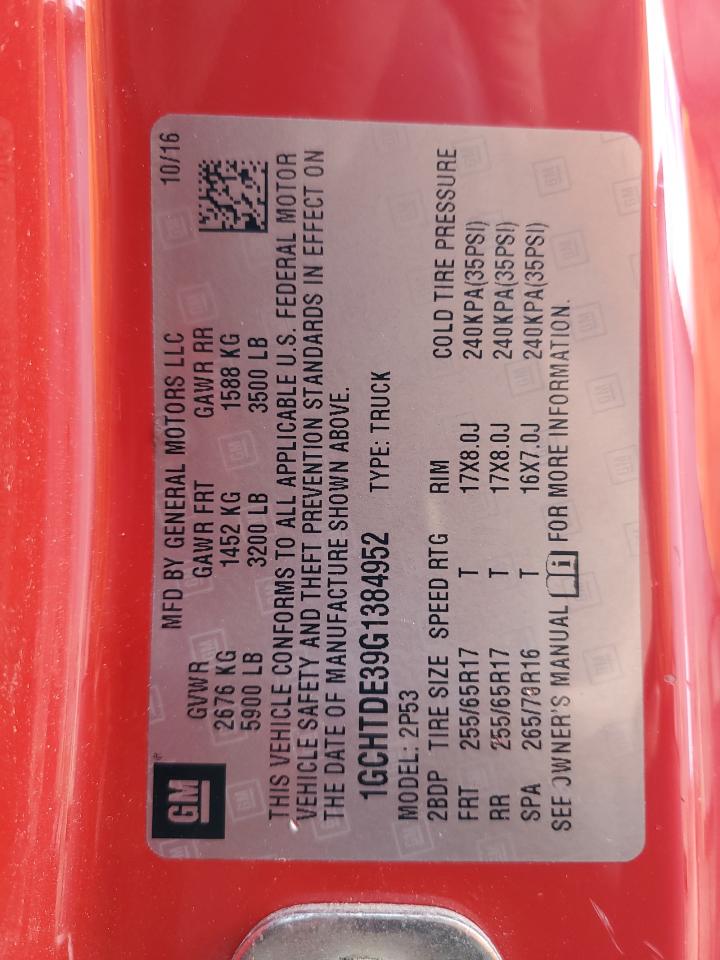 GM
MFD BY GENERAL MOTORS LLC 10/16
GVWR GAWR FRT GAWR RR
2676 KG 1452 KG 1588 KG
5900 LB 3200 LB 3500 LB
THIS VEHICLE CONFORMS TO ALL APPLICABLE U.S. FEDERAL MOTOR
VEHICLE SAFETY AND THEFT PREVENTION STANDARDS IN EFFECT ON
THE DATE OF MANUFACTURE SHOWN ABOVE.
1GCHTDE39G1384952 TYPE: TRUCK
MODEL: 2P53
2BDP TIRE SIZE SPEED RTG RIM COLD TIRE PRESSURE
FRT 255/65R17 T 17X8.0J 240KPA(35PSI)
RR 255/65R17 T 17X8.0J 240KPA(35PSI)
SPA 265/70R16 T 16X7.0J 240KPA(35PSI)
SEE OWNER'S MANUAL FOR MORE INFORMATION.